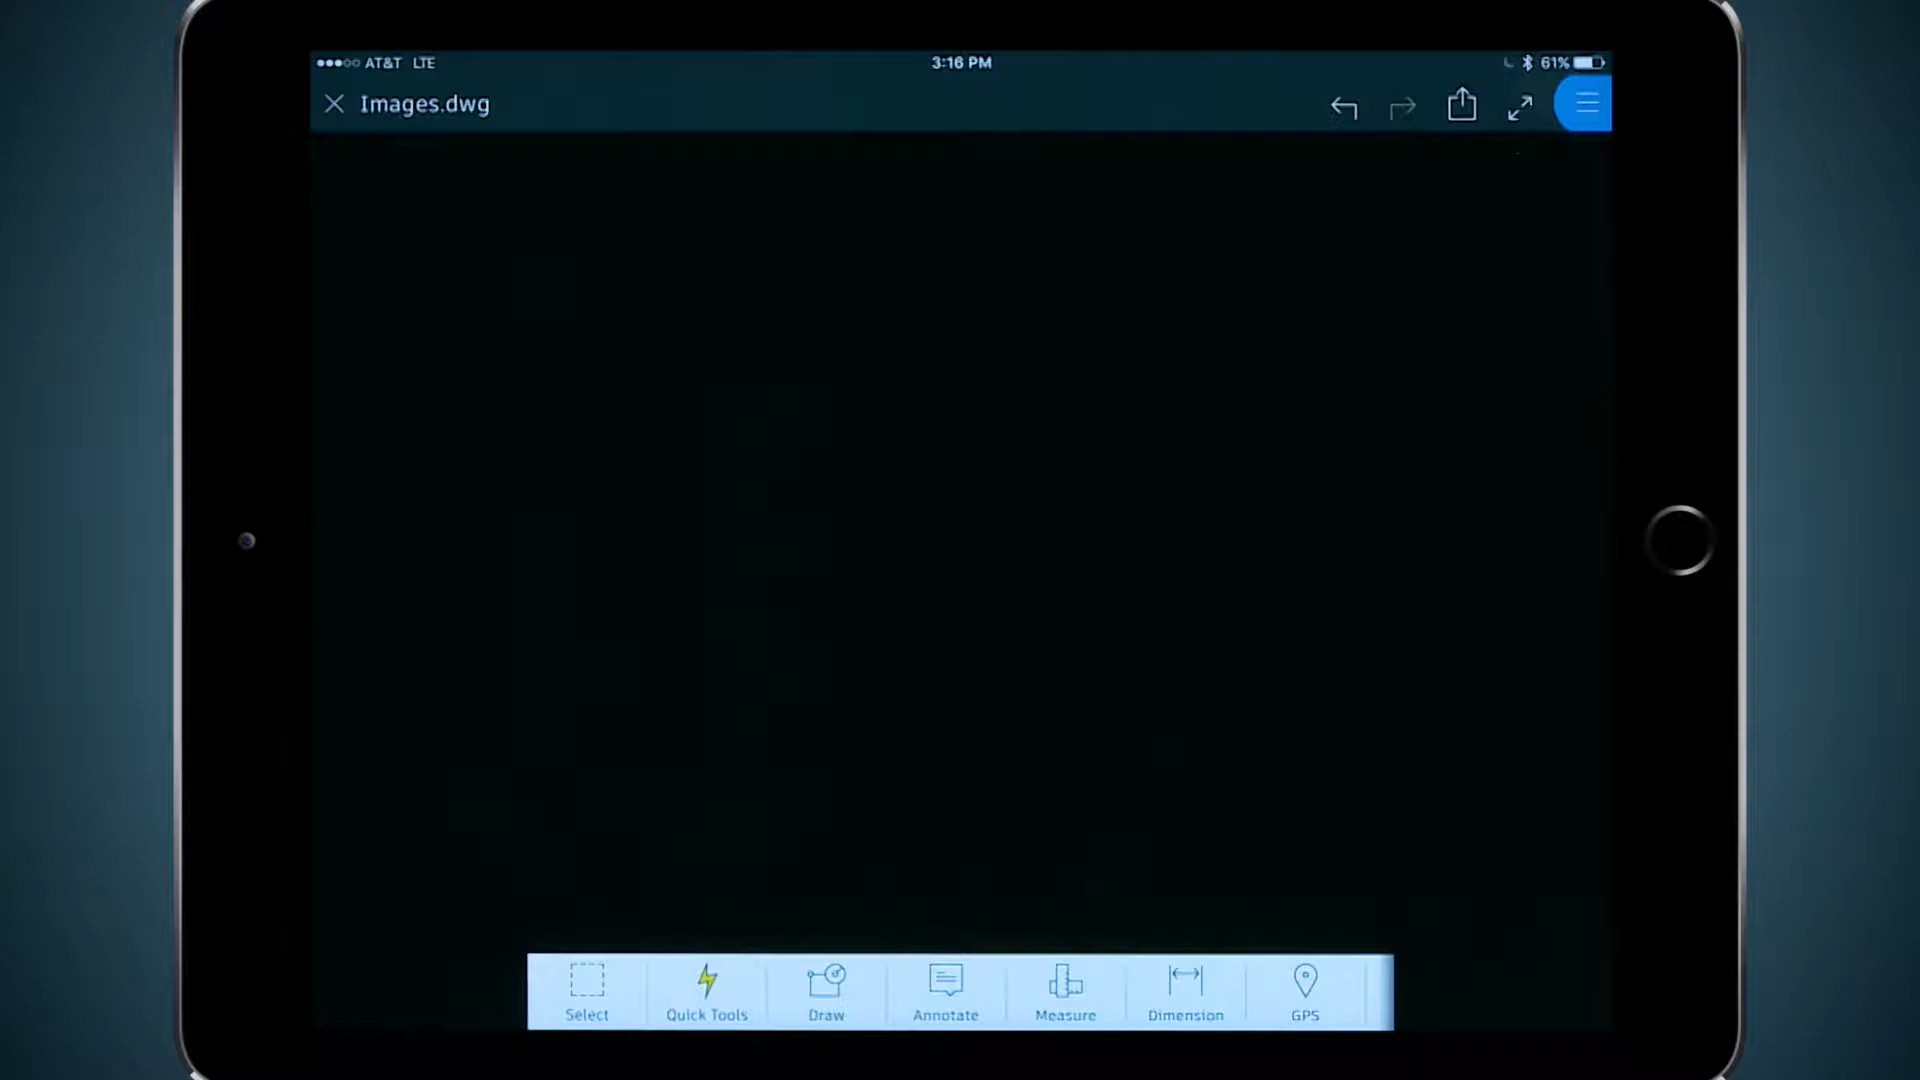 AT&T LTE
3:16 PM
61%
Images.dwg
Select
Quick Tools
Draw
Annotate
Measure
Dimension
GPS